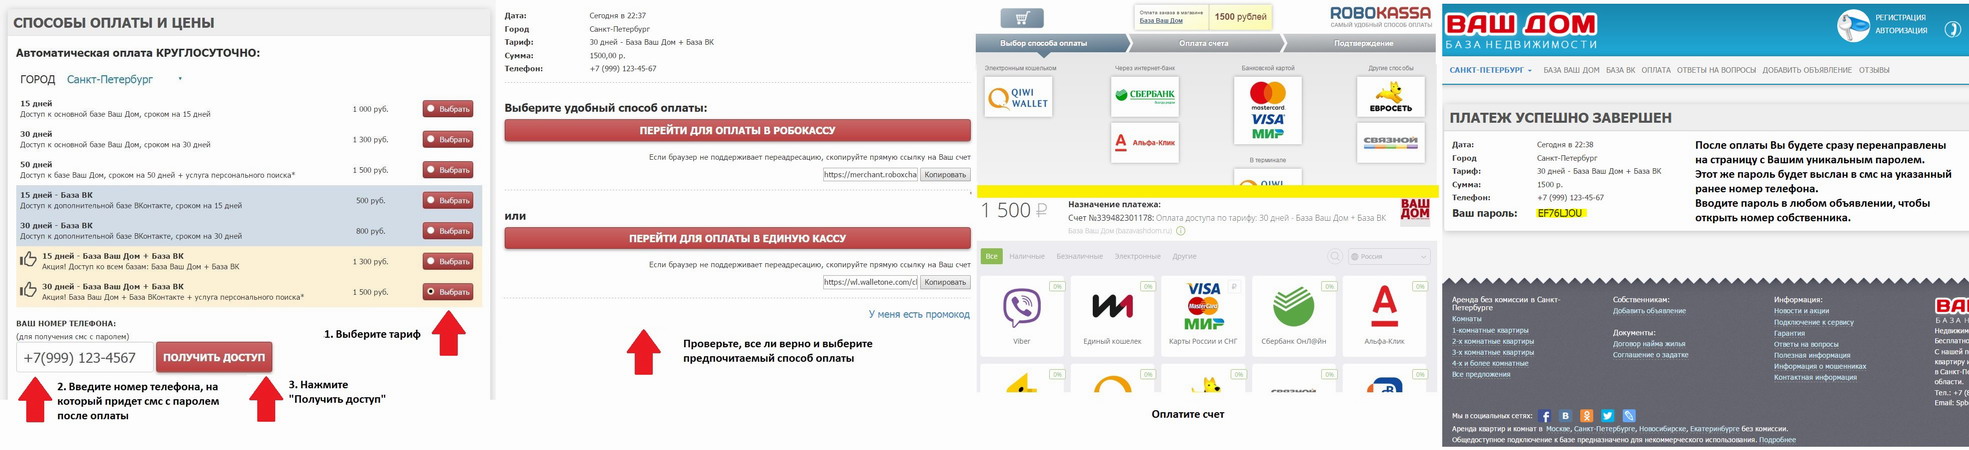 СПОСОБЫ ОПЛАТЫ И ЦЕНЫ
Автоматическая оплата КРУГЛОСУТОЧНО:
ГОРОД Санкт-Петербург
15 дней
Доступ к основной базе Ваш Дом, сроком на 15 дней
1 000 руб.
Выбрать
30 дней
Доступ к основной базе Ваш Дом, сроком на 30 дней
1 300 руб.
Выбрать
50 дней
Доступ к базе Ваш Дом, сроком на 50 дней + услуга персонального поиска*
1 500 руб.
Выбрать
15 дней - База ВК
Доступ к дополнительной базе ВКонтакте, сроком на 15 дней
500 руб.
Выбрать
30 дней - База ВК
Доступ к дополнительной базе ВКонтакте, сроком на 30 дней
800 руб.
Выбрать
15 дней - База Ваш Дом + База ВК
Акция! Доступ ко всем базам: База Ваш Дом + База ВК
1 300 руб.
Выбрать
30 дней - База Ваш Дом + База ВК
Акция! База Ваш Дом + База ВКонтакте + услуга персонального поиска*
1 500 руб.
Выбрать
ВАШ НОМЕР ТЕЛЕФОНА:
(для получения смс с паролем)
+7(999) 123-4567
ПОЛУЧИТЬ ДОСТУП
1. Выберите тариф
2. Введите номер телефона, на
который придет смс с паролем
после оплаты
3. Нажмите
"Получить доступ"
Дата: Сегодня в 22:37
Город Санкт-Петербург
Тариф: 30 дней - База Ваш Дом + База ВК
Сумма: 1500,00 р.
Телефон: +7 (999) 123-45-67
Выберите удобный способ оплаты:
ПЕРЕЙТИ ДЛЯ ОПЛАТЫ В РОБОКАССУ
Если браузер не поддерживает переадресацию, скопируйте прямую ссылку на Ваш счет
https://merchant.roboxcha
Копировать
или
ПЕРЕЙТИ ДЛЯ ОПЛАТЫ В ЕДИНУЮ КАССУ
Если браузер не поддерживает переадресацию, скопируйте прямую ссылку на Ваш счет
https://wl.walletone.com/cl
Копировать
У меня есть промокод
Проверьте, все ли верно и выберите
предпочитаемый способ оплаты
Оплата заказа в магазине
База Ваш Дом
1500 рублей
ROBOKASSA
САМЫЙ УДОБНЫЙ СПОСОБ ОПЛАТЫ
Выбор способа оплаты
Оплата счета
Подтверждение
Электронным кошельком
Через интернет-банк
Банковской картой
Другие способы
QIWI
WALLET
СБЕРБАНК
mastercard
VISA
МИР
ЕВРОСЕТЬ
Альфа-Клик
СВЯЗНОЙ
В терминале
QIWI
1 500 ₽
Назначение платежа:
Счет №339482301178: Оплата доступа по тарифу: 30 дней - База Ваш Дом + База ВК
База Ваш Дом (bazavashdom.ru)
ВАШ
ДОМ
Все
Наличные
Безналичные
Электронные
Другие
Россия
0%
0%
₽
0%
0%
VISA
MasterCard
МИР
Viber
Единый кошелек
Карты России и СНГ
Сбербанк ОнЛ@йн
Альфа-Клик
0%
0%
0%
0%
0%
СВЯЗНОЙ
Оплатите счет
ВАШ ДОМ
БАЗА НЕДВИЖИМОСТИ
РЕГИСТРАЦИЯ
АВТОРИЗАЦИЯ
САНКТ-ПЕТЕРБУРГ
БАЗА ВАШ ДОМ
БАЗА ВК
ОПЛАТА
ОТВЕТЫ НА ВОПРОСЫ
ДОБАВИТЬ ОБЪЯВЛЕНИЕ
ОТЗЫВЫ
ПЛАТЕЖ УСПЕШНО ЗАВЕРШЕН
Дата: Сегодня в 22:38
Город Санкт-Петербург
Тариф: 30 дней - База Ваш Дом + База ВК
Сумма: 1500 р.
Телефон: +7 (999) 123-45-67
Ваш пароль: EF76LJOU
После оплаты Вы будете сразу перенаправлены
на страницу с Вашим уникальным паролем.
Этот же пароль будет выслан в смс на указанный
ранее номер телефона.
Вводите пароль в любом объявлении, чтобы
открыть номер собственника.
Аренда без комиссии в Санкт-
Петербурге
Комнаты
1-комнатные квартиры
2-х комнатные квартиры
3-х комнатные квартиры
4-х и более комнатные
Все предложения
Собственникам:
Добавить объявление
Документы:
Договор найма жилья
Соглашение о задатке
Информация:
Новости и акции
Подключение к сервису
Гарантия
Ответы на вопросы
Полезная информация
Информация о мошенниках
Контактная информация
Недвижим
Бесплатно
С нашей п
квартиру и
в Санкт-П
области.
Тел.: +7 (
Email: Spb
Мы в социальных сетях:
Аренда квартир и комнат в Москве, Санкт-Петербурге, Новосибирске, Екатеринбурге без комиссии.
Общедоступное подключение к базе предназначено для некоммерческого использования. Подробнее